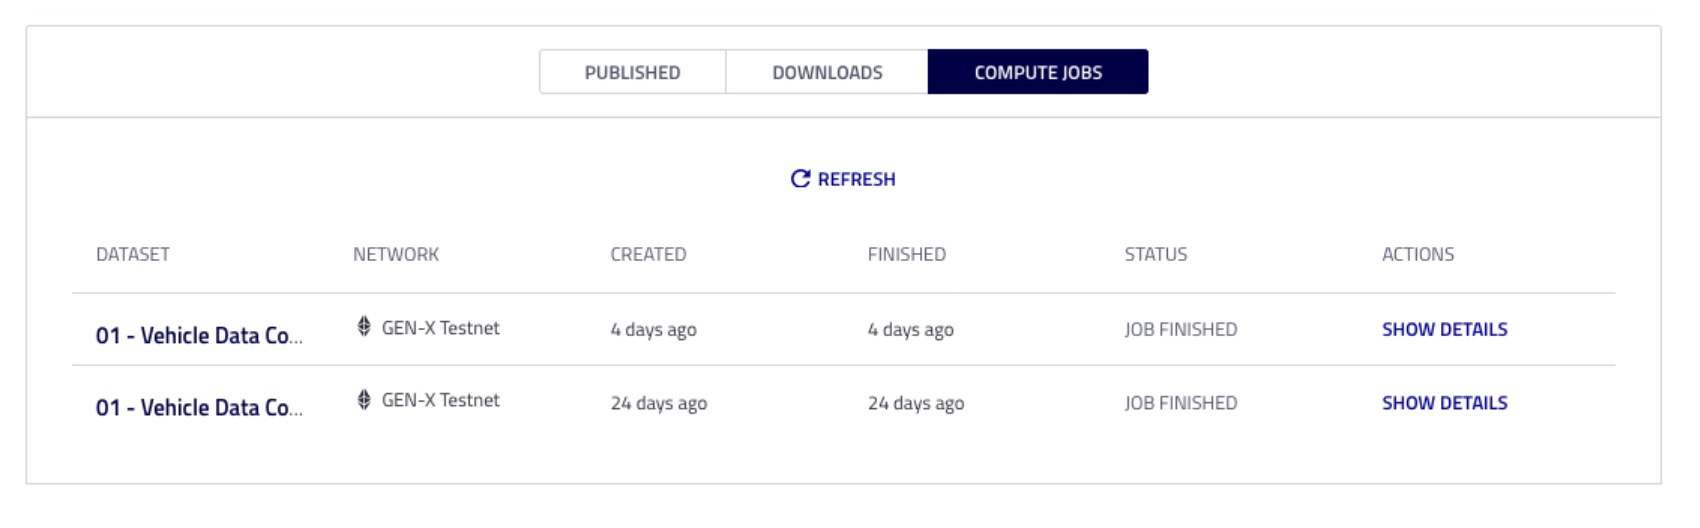 PUBLISHED DOWNLOADS COMPUTE JOBS
REFRESH
DATASET NETWORK CREATED FINISHED STATUS ACTIONS
01 - Vehicle Data Co... GEN-X Testnet 4 days ago 4 days ago JOB FINISHED SHOW DETAILS
01 - Vehicle Data Co... GEN-X Testnet 24 days ago 24 days ago JOB FINISHED SHOW DETAILS